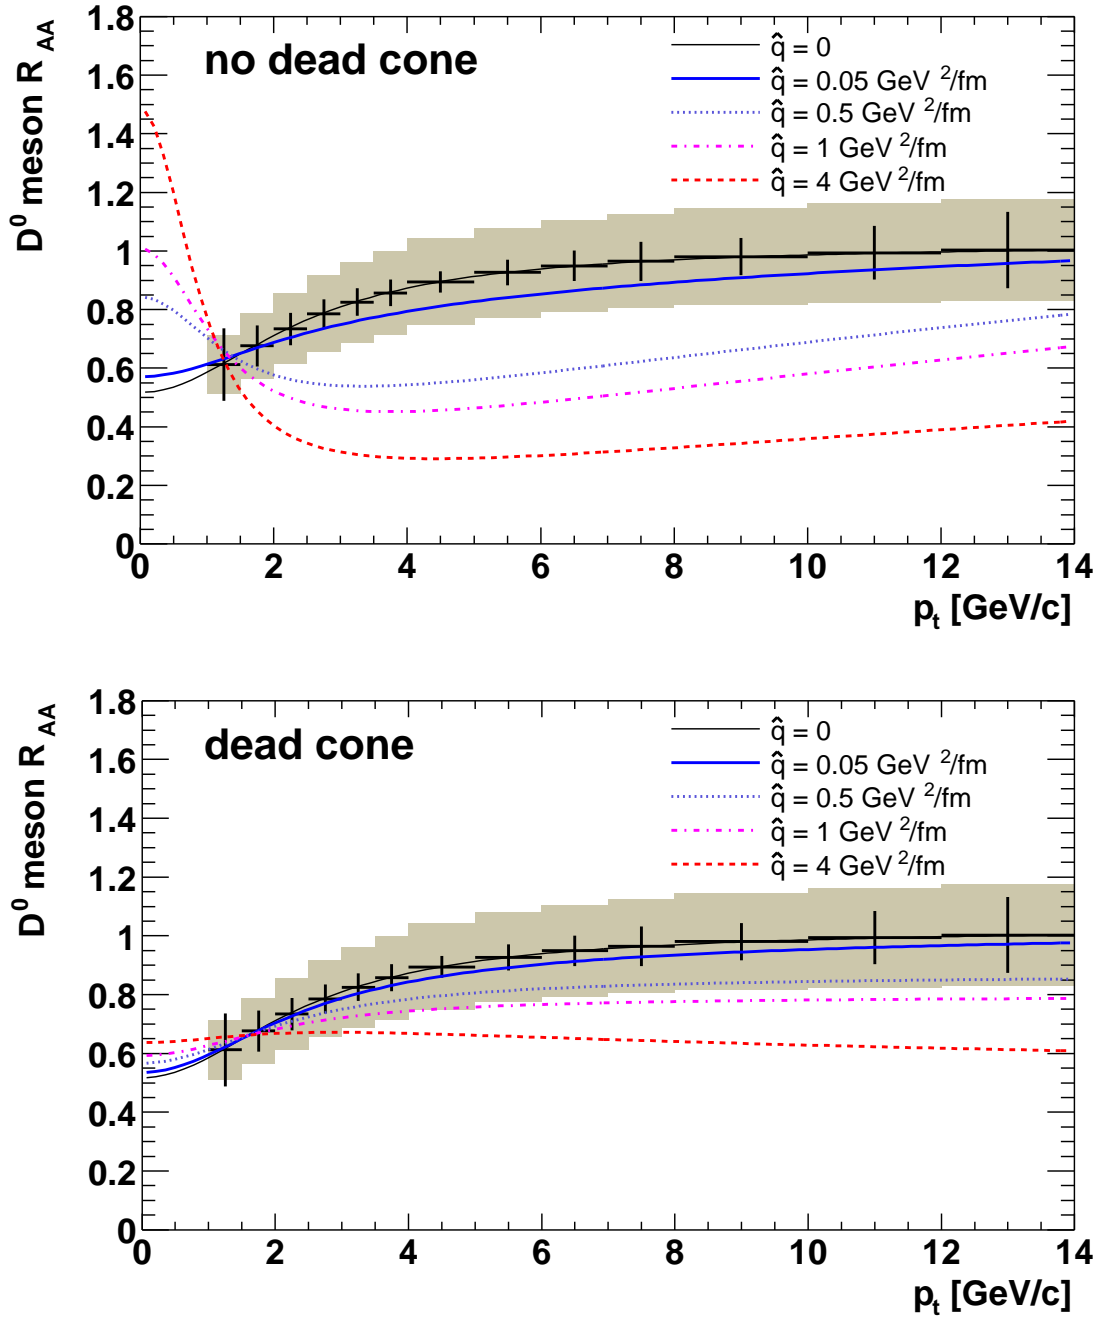 1.8
1.6
1.4
1.2
1
0.8
0.6
0.4
0.2
0
D⁰ meson R_AA
no dead cone
q̂ = 0
q̂ = 0.05 GeV ²/fm
q̂ = 0.5 GeV ²/fm
q̂ = 1 GeV ²/fm
q̂ = 4 GeV ²/fm
0 2 4 6 8 10 12 14
p_t [GeV/c]
1.8
1.6
1.4
1.2
1
0.8
0.6
0.4
0.2
0
D⁰ meson R_AA
dead cone
q̂ = 0
q̂ = 0.05 GeV ²/fm
q̂ = 0.5 GeV ²/fm
q̂ = 1 GeV ²/fm
q̂ = 4 GeV ²/fm
0 2 4 6 8 10 12 14
p_t [GeV/c]